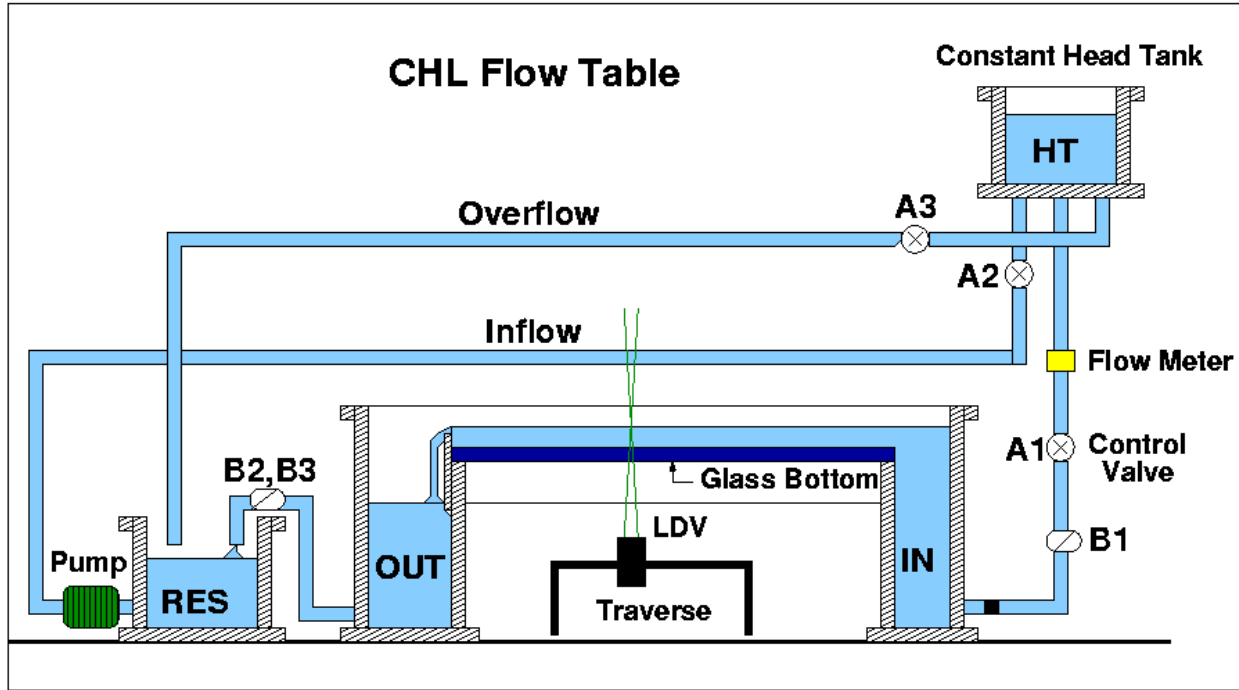 CHL Flow Table
Constant Head Tank
HT
Overflow
A3
A2
Inflow
Flow Meter
A1
Control
Valve
B2,B3
Glass Bottom
LDV
B1
Pump
RES
OUT
IN
Traverse